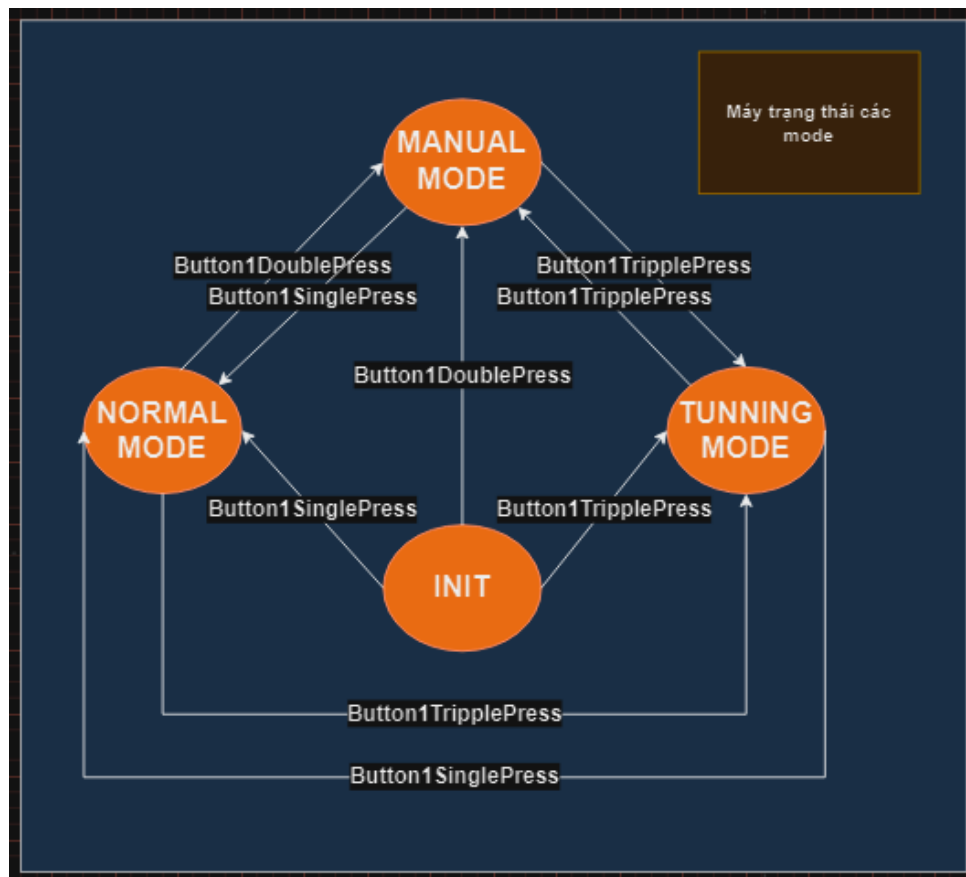 Máy trạng thái các
mode
MANUAL
MODE
Button1DoublePress
Button1TripplePress
Button1SinglePress
Button1TripplePress
Button1DoublePress
NORMAL
MODE
TUNNING
MODE
Button1SinglePress
Button1TripplePress
INIT
Button1TripplePress
Button1SinglePress